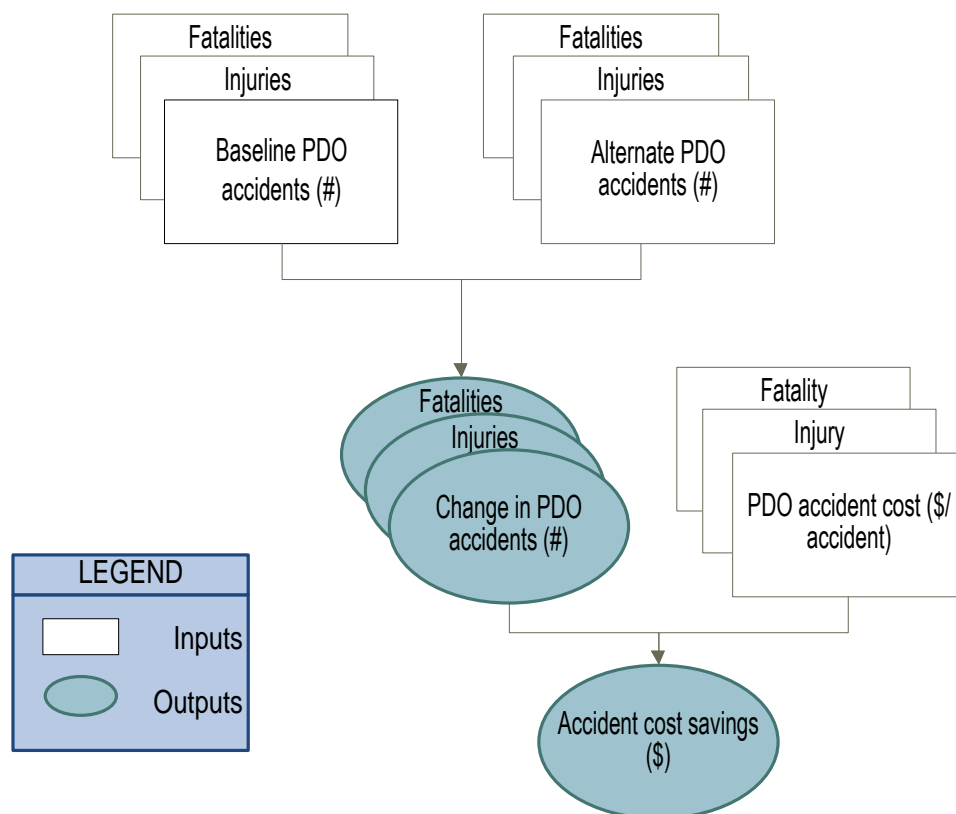 Fatalities
Injuries
Baseline PDO
accidents (#)
Fatalities
Injuries
Alternate PDO
accidents (#)
Fatalities
Injuries
Change in PDO
accidents (#)
Fatality
Injury
PDO accident cost ($/
accident)
LEGEND
Inputs
Outputs
Accident cost savings
($)